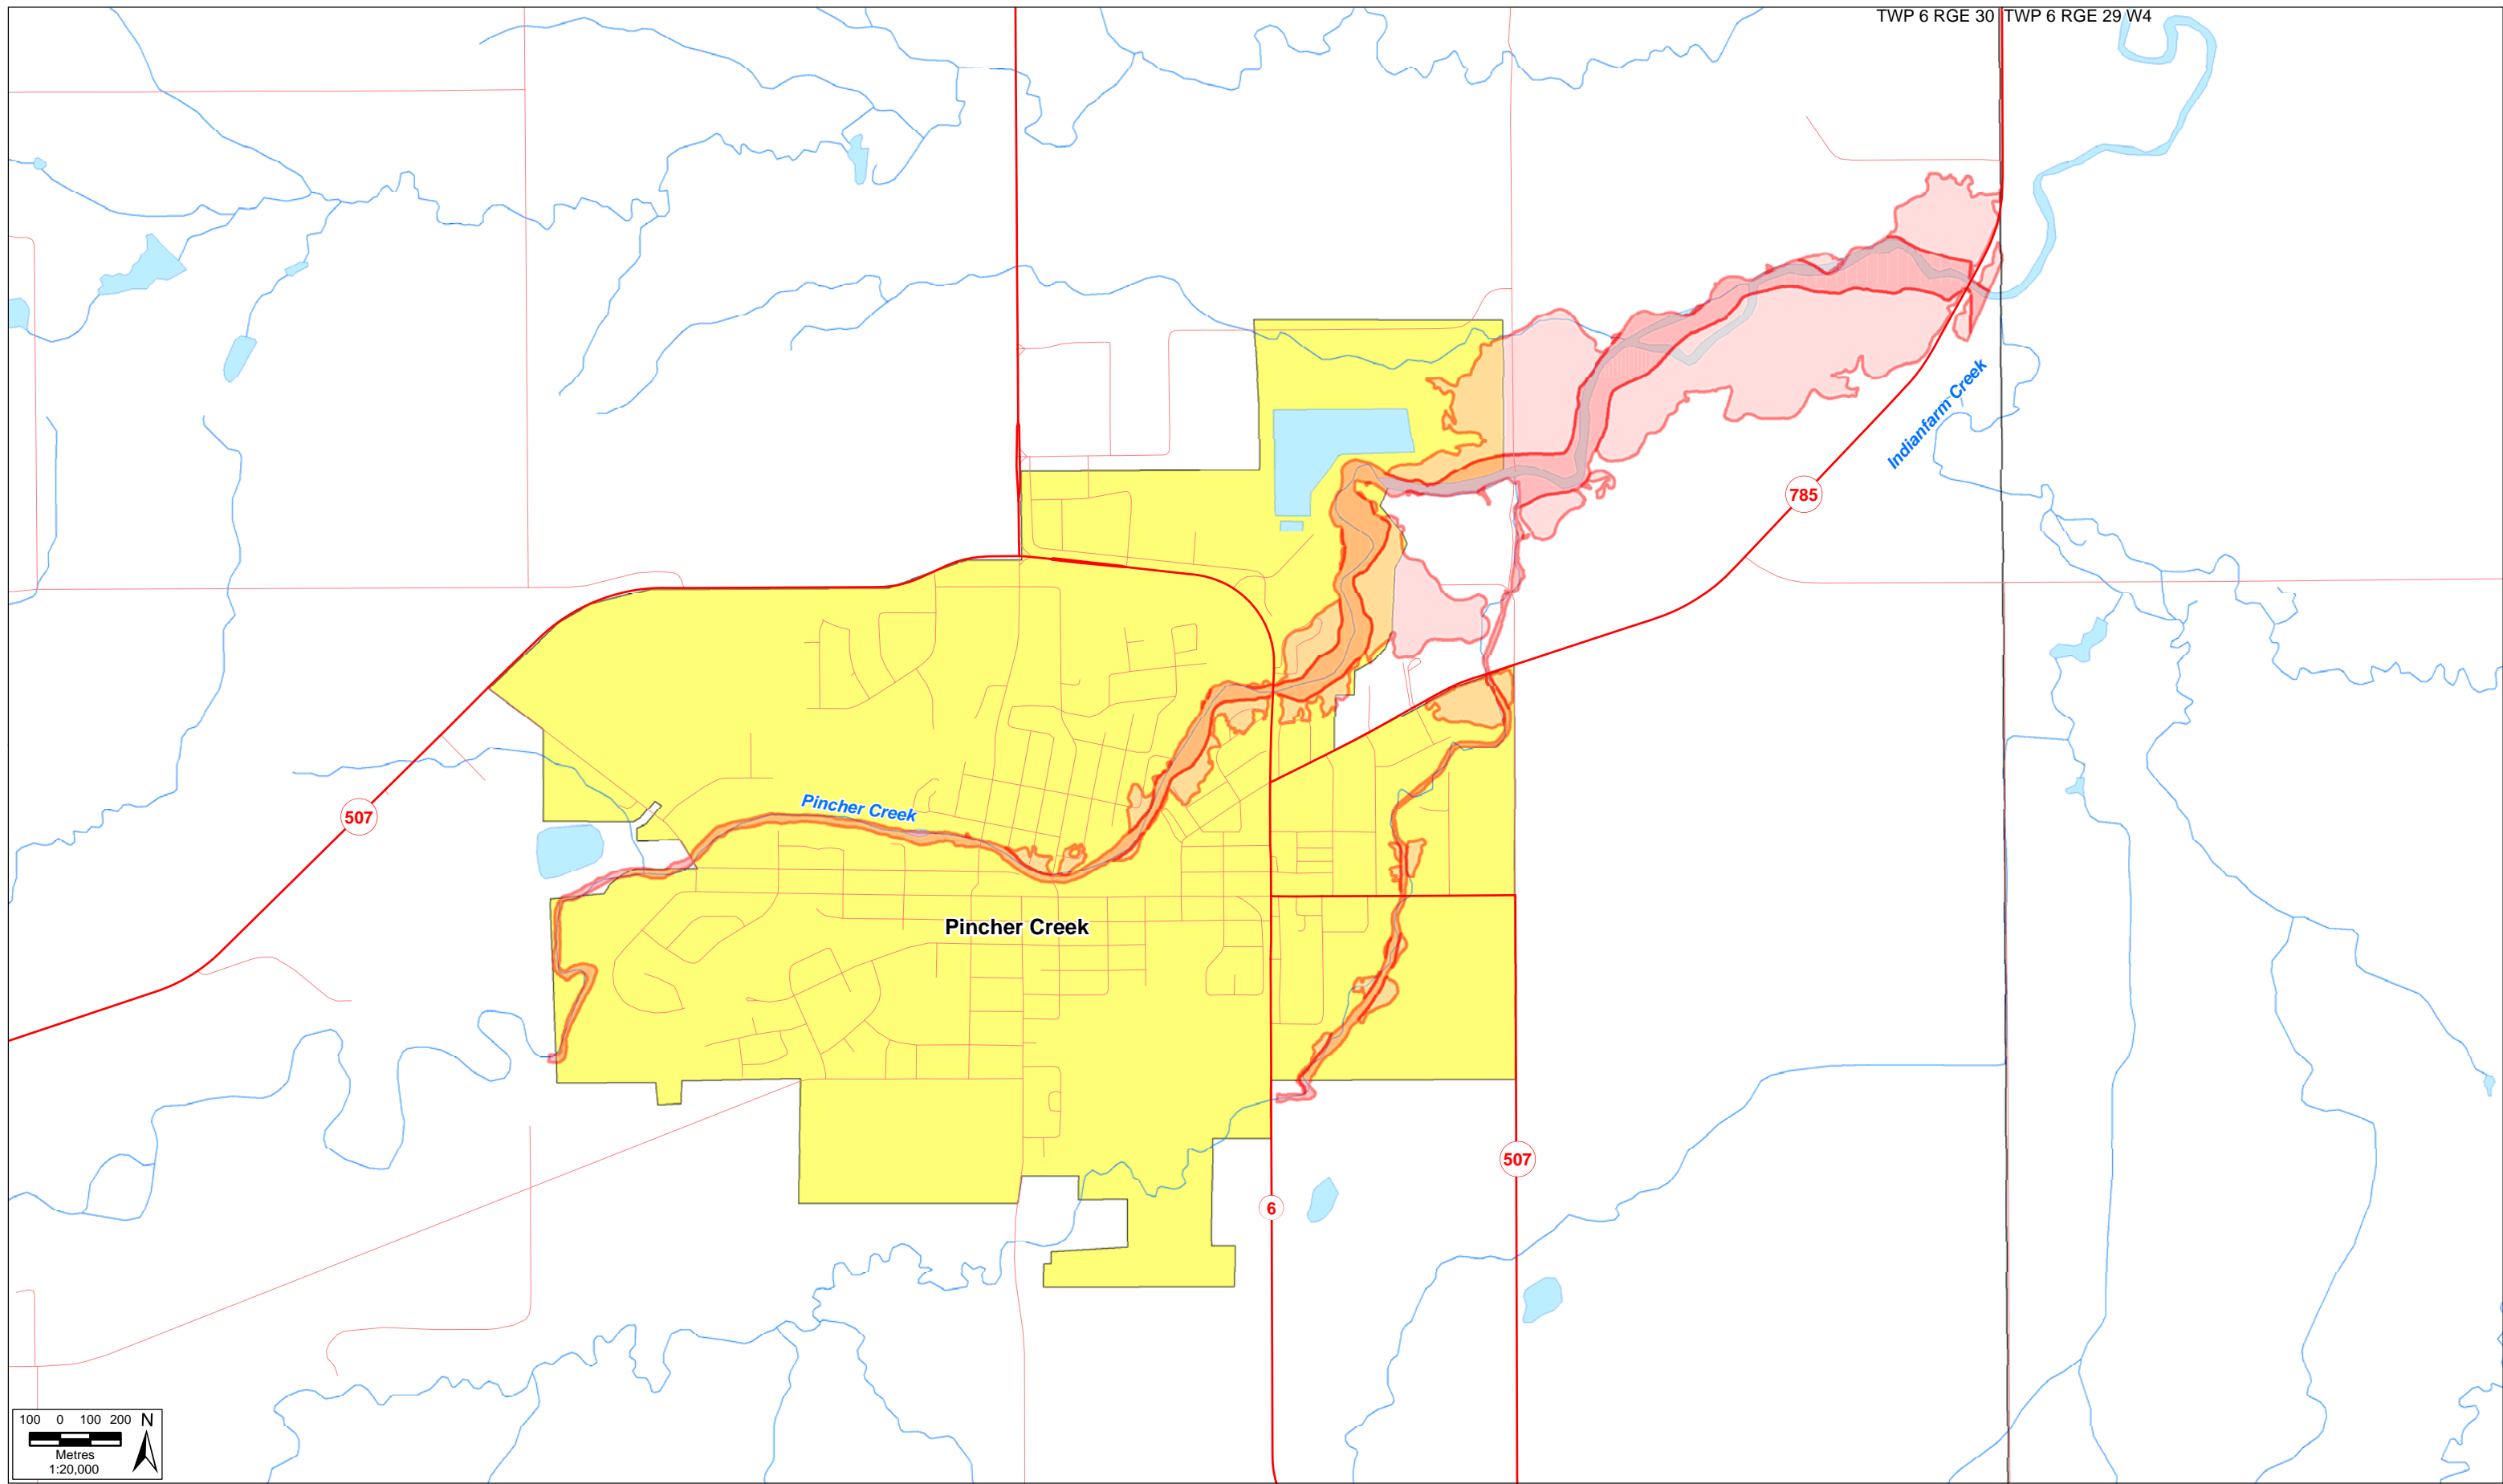 TWP 6 RGE 30
TWP 6 RGE 29 W4
Indianfarm Creek
785
Pincher Creek
507
Pincher Creek
507
6
100 0 100 200 N
Metres
1:20,000